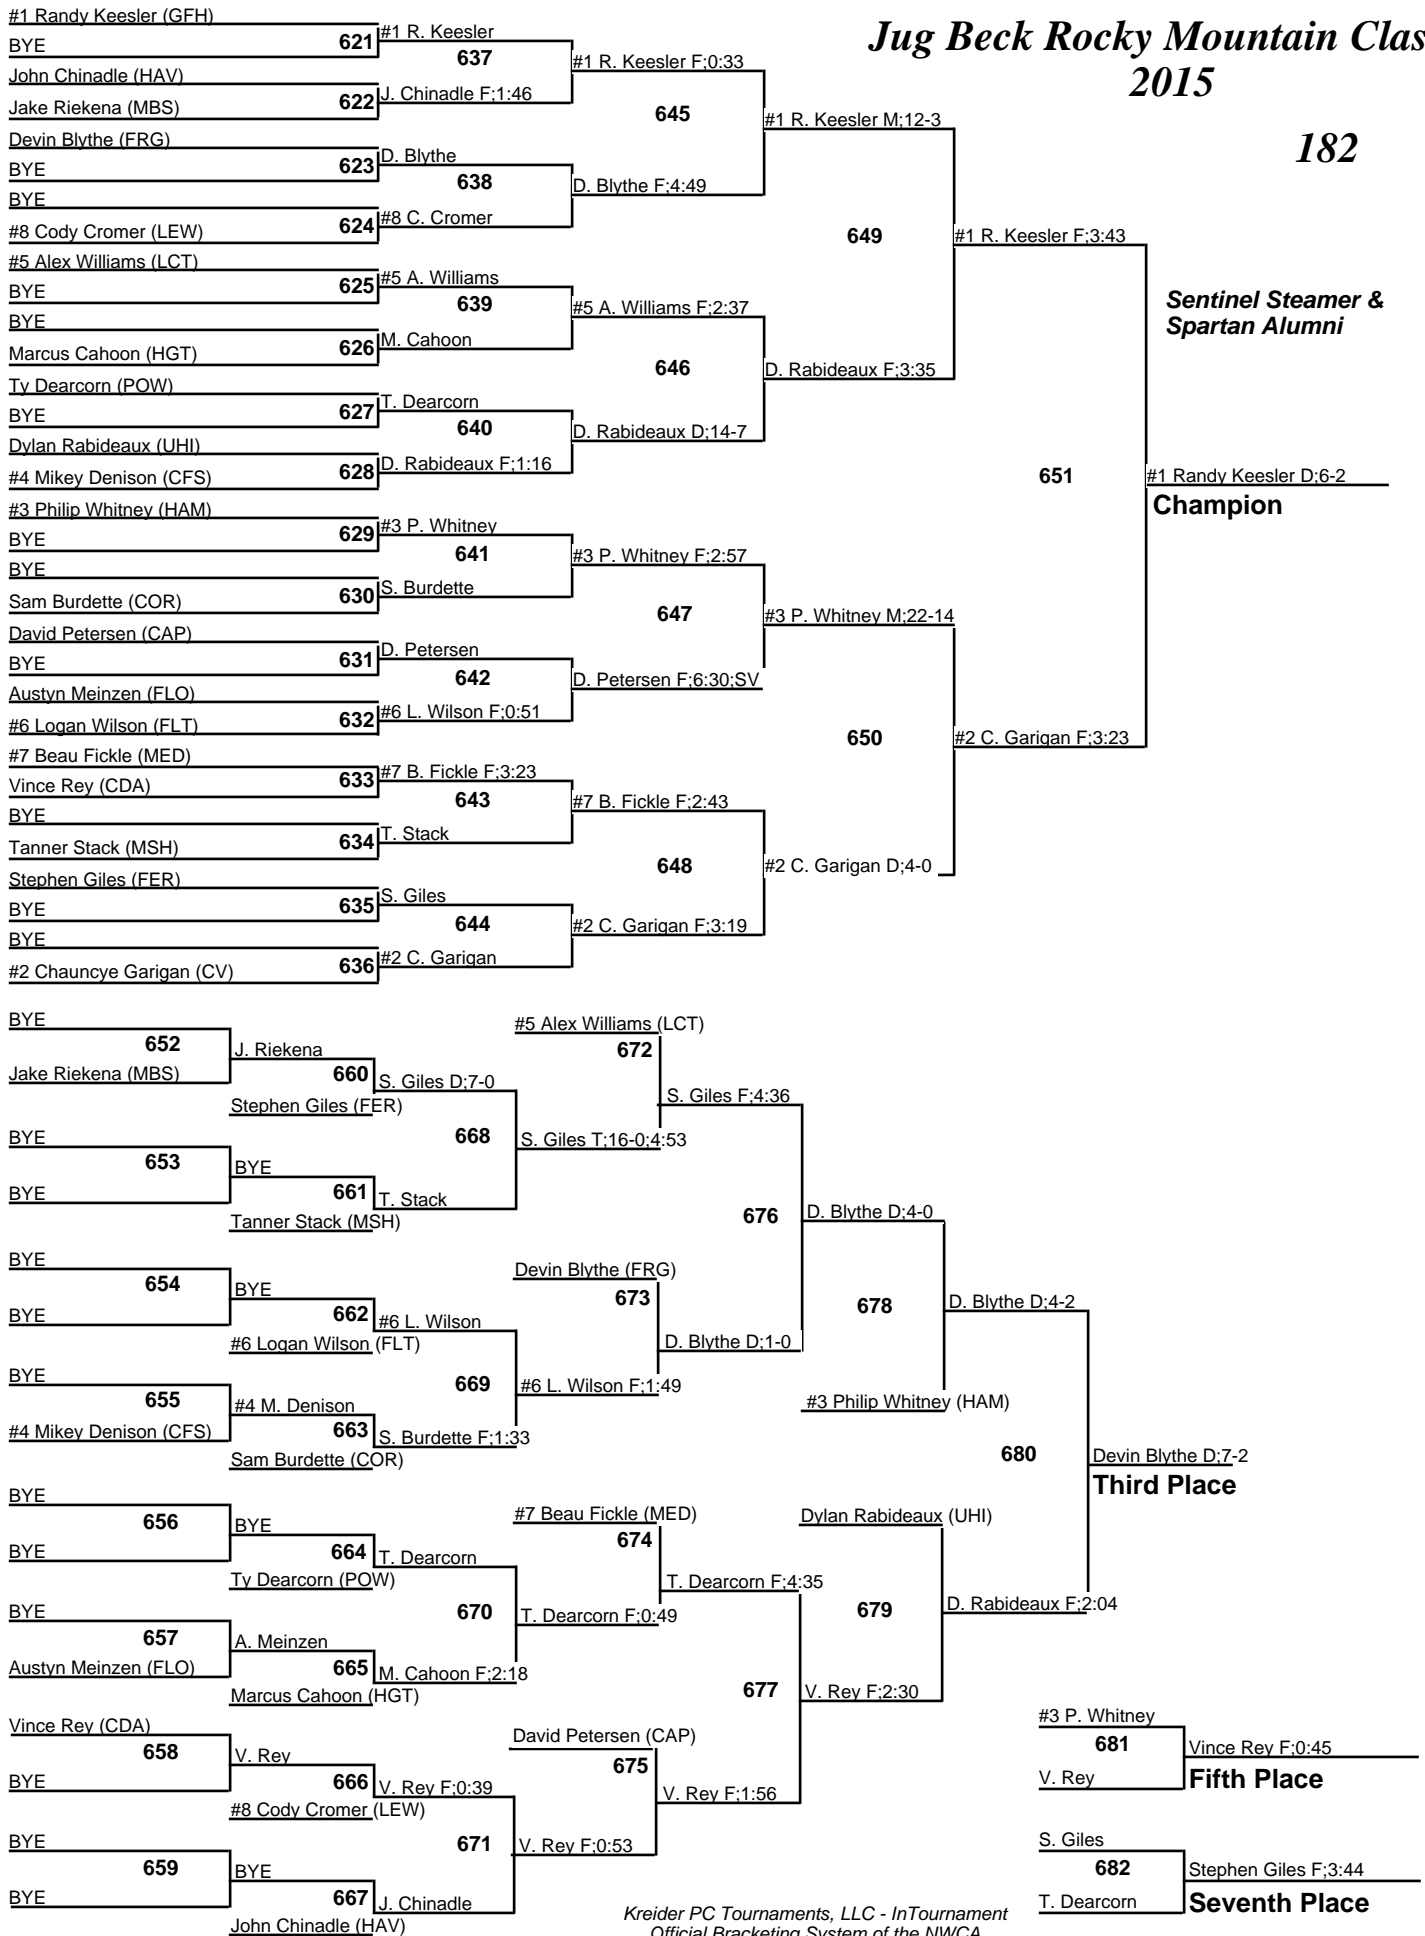 Jug Beck Rocky Mountain Clas
2015
182
Sentinel Steamer &
Spartan Alumni
#1 Randy Keesler (GFH)
BYE
621
John Chinadle (HAV)
Jake Riekena (MBS)
622
Devin Blythe (FRG)
BYE
623
BYE
#8 Cody Cromer (LEW)
624
#5 Alex Williams (LCT)
BYE
625
BYE
Marcus Cahoon (HGT)
626
Ty Dearcorn (POW)
BYE
627
Dylan Rabideaux (UHI)
#4 Mikey Denison (CFS)
628
#3 Philip Whitney (HAM)
BYE
629
BYE
Sam Burdette (COR)
630
David Petersen (CAP)
BYE
631
Austyn Meinzen (FLO)
#6 Logan Wilson (FLT)
632
#7 Beau Fickle (MED)
Vince Rey (CDA)
633
BYE
Tanner Stack (MSH)
634
Stephen Giles (FER)
BYE
635
BYE
#2 Chauncye Garigan (CV)
636
#1 R. Keesler
637
J. Chinadle F;1:46
D. Blythe
638
#8 C. Cromer
#5 A. Williams
639
M. Cahoon
T. Dearcorn
640
D. Rabideaux F;1:16
#3 P. Whitney
641
S. Burdette
D. Petersen
642
#6 L. Wilson F;0:51
#7 B. Fickle F;3:23
643
T. Stack
S. Giles
644
#2 C. Garigan
#1 R. Keesler F;0:33
645
D. Blythe F;4:49
#5 A. Williams F;2:37
646
D. Rabideaux D;14-7
#3 P. Whitney F;2:57
647
D. Petersen F;6:30;SV
#7 B. Fickle F;2:43
648
#2 C. Garigan F;3:19
#1 R. Keesler M;12-3
649
D. Rabideaux F;3:35
#3 P. Whitney M;22-14
650
#2 C. Garigan D;4-0
#1 R. Keesler F;3:43
651
#2 C. Garigan F;3:23
#1 Randy Keesler D;6-2
Champion
BYE
652
Jake Riekena (MBS)
BYE
653
BYE
BYE
654
BYE
BYE
655
#4 Mikey Denison (CFS)
BYE
656
BYE
BYE
657
Austyn Meinzen (FLO)
Vince Rey (CDA)
658
BYE
BYE
659
BYE
J. Riekena
660
Stephen Giles (FER)
BYE
661
Tanner Stack (MSH)
BYE
662
#6 Logan Wilson (FLT)
#4 M. Denison
663
Sam Burdette (COR)
BYE
664
Ty Dearcorn (POW)
A. Meinzen
665
Marcus Cahoon (HGT)
V. Rey
666
#8 Cody Cromer (LEW)
BYE
667
John Chinadle (HAV)
S. Giles D;7-0
668
T. Stack
#6 L. Wilson
669
S. Burdette F;1:33
T. Dearcorn
670
M. Cahoon F;2:18
V. Rey F;0:39
671
J. Chinadle
#5 Alex Williams (LCT)
672
S. Giles T;16-0;4:53
Devin Blythe (FRG)
673
#6 L. Wilson F;1:49
#7 Beau Fickle (MED)
674
T. Dearcorn F;0:49
David Petersen (CAP)
675
V. Rey F;0:53
S. Giles F;4:36
676
D. Blythe D;1-0
T. Dearcorn F;4:35
677
V. Rey F;1:56
D. Blythe D;4-0
678
#3 Philip Whitney (HAM)
Dylan Rabideaux (UHI)
679
V. Rey F;2:30
D. Blythe D;4-2
680
D. Rabideaux F;2:04
Devin Blythe D;7-2
Third Place
#3 P. Whitney
681
V. Rey
Vince Rey F;0:45
Fifth Place
S. Giles
682
T. Dearcorn
Stephen Giles F;3:44
Seventh Place
Kreider PC Tournaments, LLC - InTournament
Official Bracketing System of the NWCA